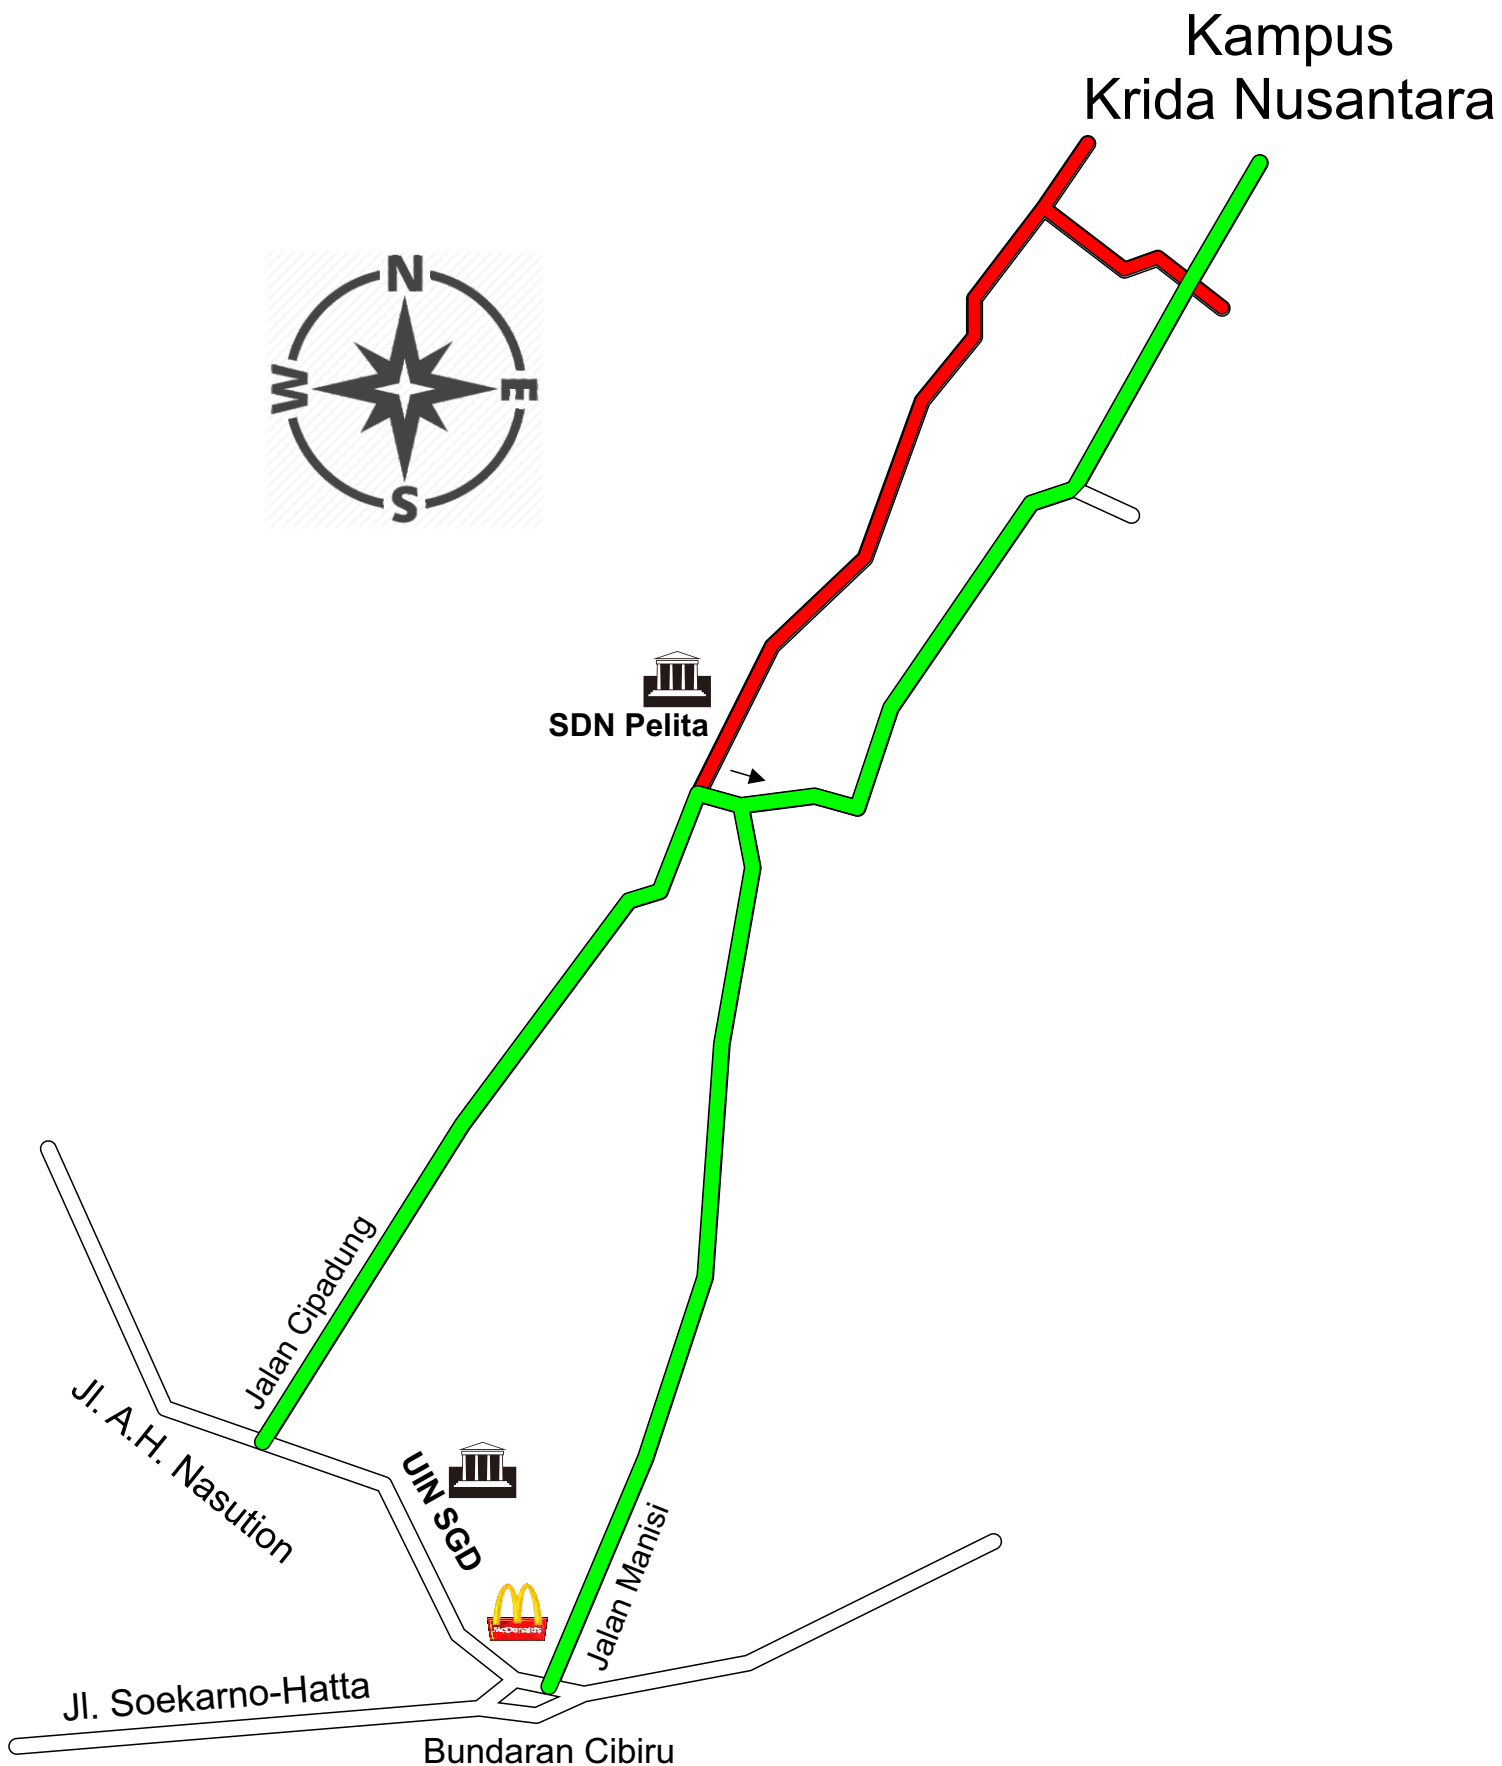 Kampus
Krida Nusantara
N
W
E
S
SDN Pelita
Jalan Cipadung
Jl. A.H. Nasution
UIN SGD
McDonald's
Jalan Manisi
Jl. Soekarno-Hatta
Bundaran Cibiru